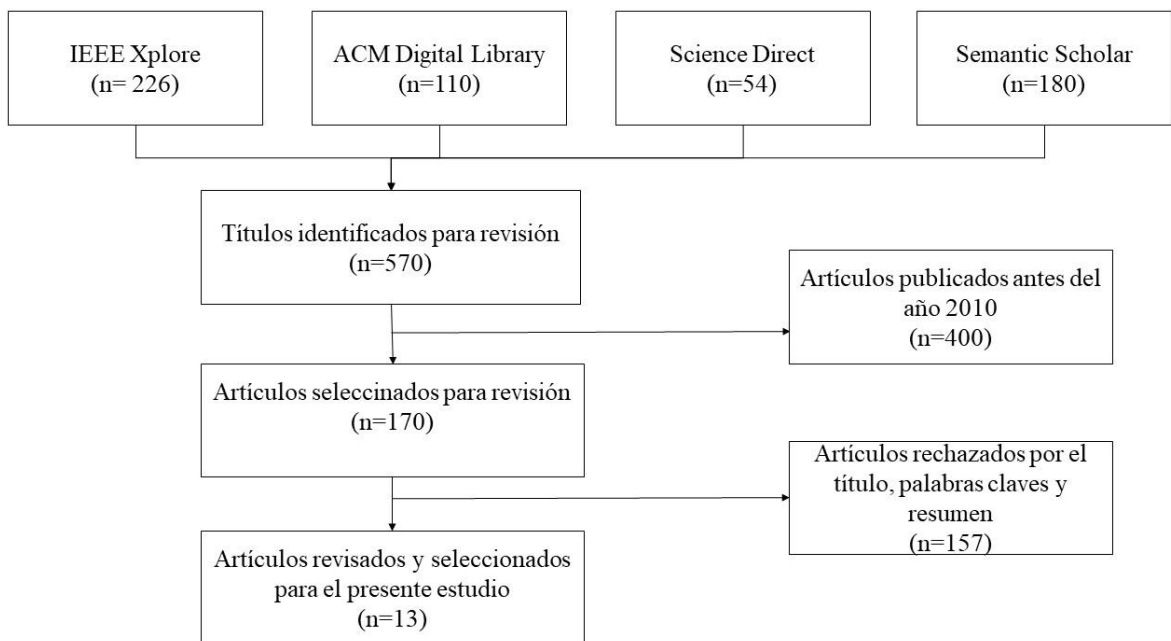 IEEE Xplore
(n= 226)
ACM Digital Library
(n=110)
Science Direct
(n=54)
Semantic Scholar
(n=180)
Títulos identificados para revisión
(n=570)
Artículos publicados antes del
año 2010
(n=400)
Artículos seleccinados para revisión
(n=170)
Artículos rechazados por el
título, palabras claves y
resumen
(n=157)
Artículos revisados y seleccionados
para el presente estudio
(n=13)